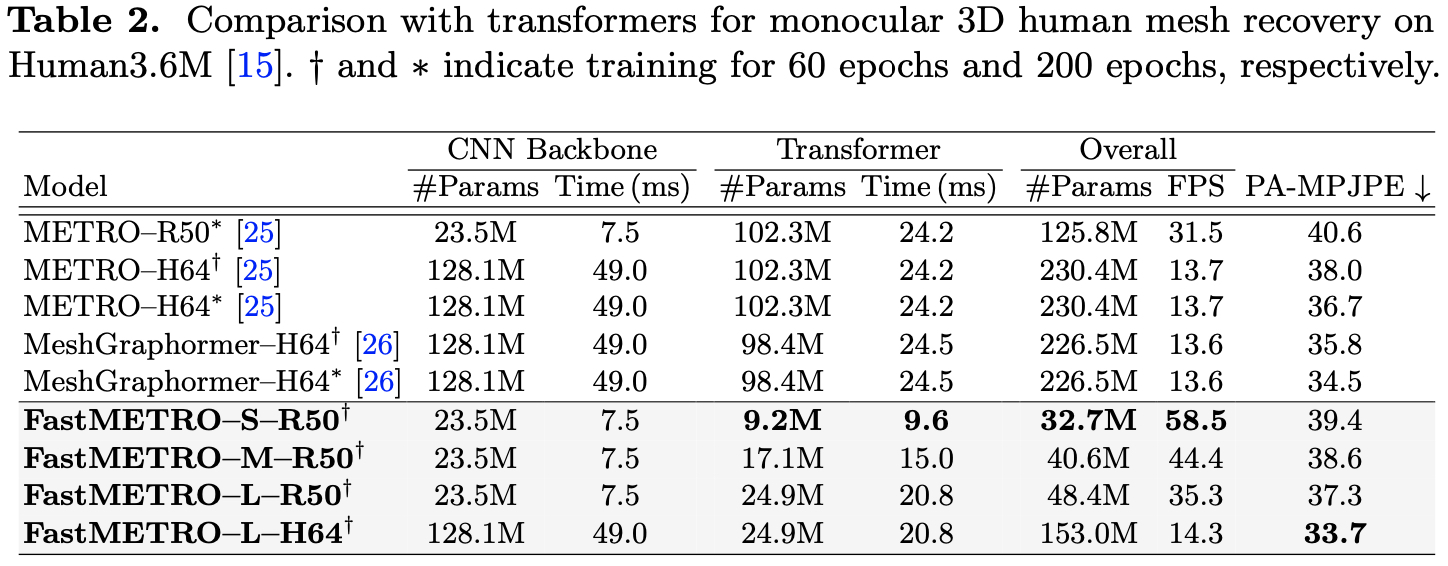 Table 2. Comparison with transformers for monocular 3D human mesh recovery on
Human3.6M [15]. † and * indicate training for 60 epochs and 200 epochs, respectively.
CNN Backbone Transformer Overall
Model #Params Time (ms) #Params Time (ms) #Params FPS PA-MPJPE ↓
METRO–R50* [25] 23.5M 7.5 102.3M 24.2 125.8M 31.5 40.6
METRO–H64† [25] 128.1M 49.0 102.3M 24.2 230.4M 13.7 38.0
METRO–H64* [25] 128.1M 49.0 102.3M 24.2 230.4M 13.7 36.7
MeshGraphormer–H64† [26] 128.1M 49.0 98.4M 24.5 226.5M 13.6 35.8
MeshGraphormer–H64* [26] 128.1M 49.0 98.4M 24.5 226.5M 13.6 34.5
FastMETRO–S–R50† 23.5M 7.5 9.2M 9.6 32.7M 58.5 39.4
FastMETRO–M–R50† 23.5M 7.5 17.1M 15.0 40.6M 44.4 38.6
FastMETRO–L–R50† 23.5M 7.5 24.9M 20.8 48.4M 35.3 37.3
FastMETRO–L–H64† 128.1M 49.0 24.9M 20.8 153.0M 14.3 33.7